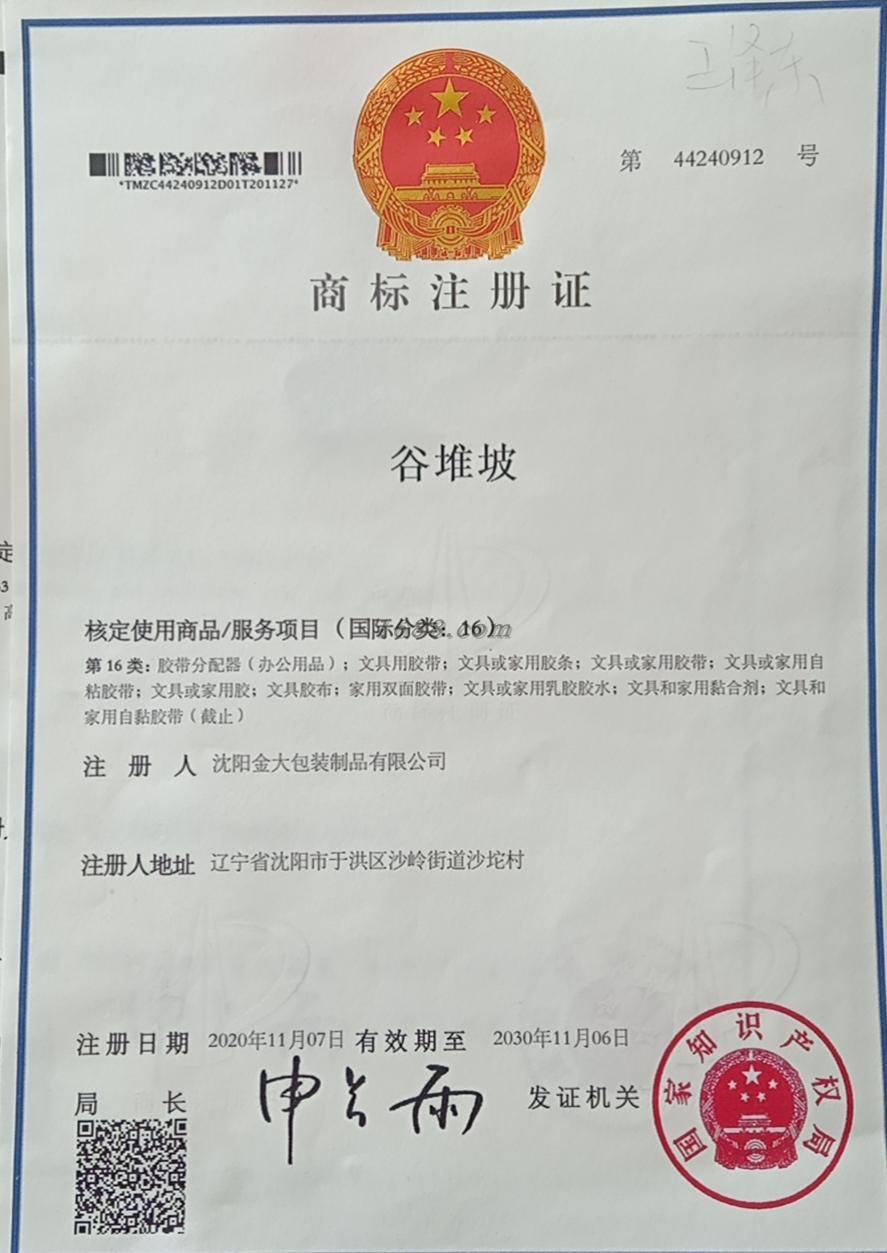 王泽东
*TMZC44240912D01T201127*
第 44240912 号
商标注册证
谷堆坡
核定使用商品/服务项目（国际分类：16）
第 16 类：胶带分配器（办公用品）；文具用胶带；文具或家用胶条；文具或家用胶带；文具或家用自
粘胶带；文具或家用胶；文具胶布；家用双面胶带；文具或家用乳胶胶水；文具和家用黏合剂；文具和
家用自黏胶带（截止）
注册人 沈阳金大包装制品有限公司
注册人地址 辽宁省沈阳市于洪区沙岭街道沙坨村
注册日期 2020年11月07日 有效期至 2030年11月06日
局长 申长雨 发证机关
国家知识产权局